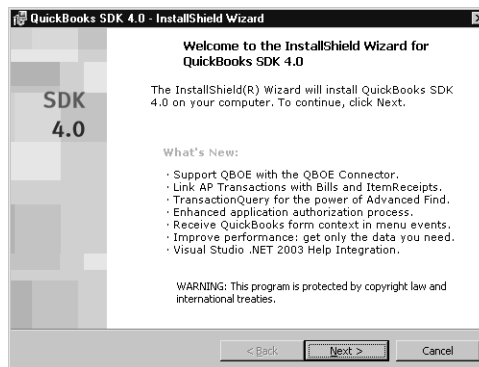 QuickBooks SDK 4.0 - InstallShield Wizard
SDK
4.0
Welcome to the InstallShield Wizard for
QuickBooks SDK 4.0
The InstallShield(R) Wizard will install QuickBooks SDK
4.0 on your computer. To continue, click Next.
What's New:
· Support QBOE with the QBOE Connector.
· Link AP Transactions with Bills and ItemReceipts.
· TransactionQuery for the power of Advanced Find.
· Enhanced application authorization process.
· Receive QuickBooks form context in menu events.
· Improve performance: get only the data you need.
· Visual Studio .NET 2003 Help Integration.
WARNING: This program is protected by copyright law and
international treaties.
< Back Next > Cancel